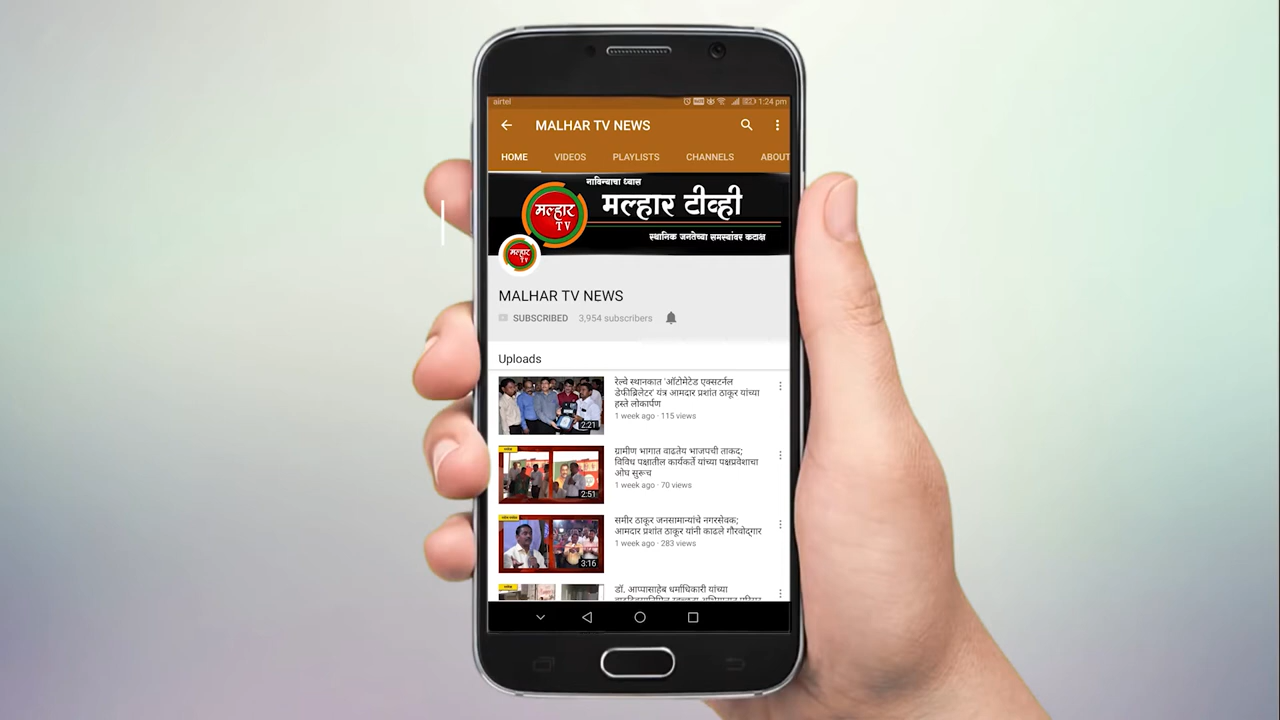 airtel 1:24 pm
MALHAR TV NEWS
HOME VIDEOS PLAYLISTS CHANNELS ABOUT
नाविन्याचा ध्यास
मल्हार टीव्ही
मल्हार
TV
स्थानिक जनतेच्या समस्यांवर कटाक्ष
मल्हार
TV
MALHAR TV NEWS
SUBSCRIBED 3,954 subscribers
Uploads
रेल्वे स्थानकात 'ऑटोमेटेड एक्सटर्नल
डेफीब्रिलेटर' यंत्र आमदार प्रशांत ठाकूर यांच्या
हस्ते लोकार्पण
1 week ago · 115 views
2:21
ग्रामीण भागात वाढतेय भाजपची ताकद;
विविध पक्षातील कार्यकर्ते यांच्या पक्षप्रवेशाचा
ओघ सुरूच
1 week ago · 70 views
2:51
समीर ठाकूर जनसामान्यांचे नगरसेवक;
आमदार प्रशांत ठाकूर यांनी काढले गौरवोद्गार
1 week ago · 283 views
3:16
डॉ. आप्पासाहेब धर्माधिकारी यांच्या